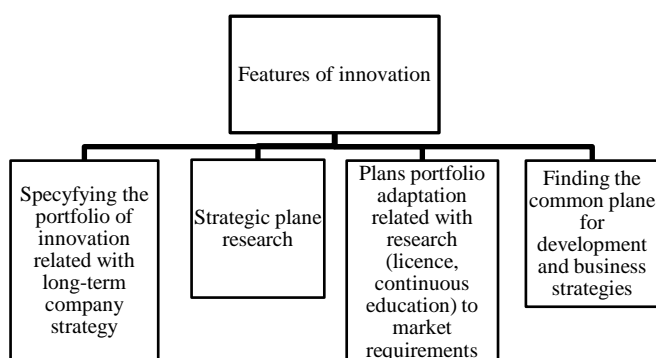 Features of innovation
Specyfying the
portfolio of
innovation
related with
long-term
company
strategy
Strategic plane
research
Plans portfolio
adaptation
related with
research
(licence,
continuous
education) to
market
requirements
Finding the
common plane
for
development
and business
strategies